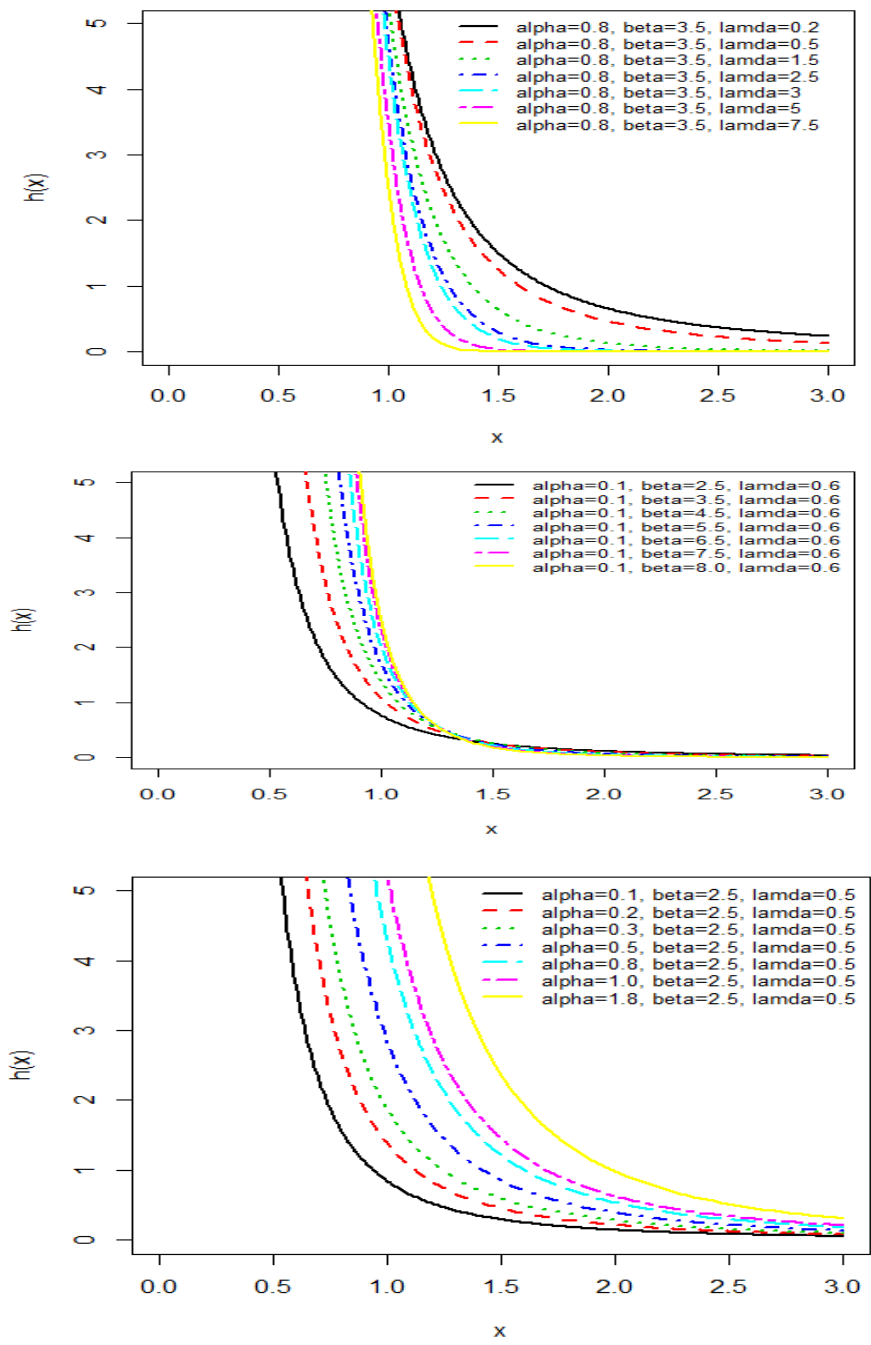 alpha=0.8, beta=3.5, lamda=0.2
alpha=0.8, beta=3.5, lamda=0.5
alpha=0.8, beta=3.5, lamda=1.5
alpha=0.8, beta=3.5, lamda=2.5
alpha=0.8, beta=3.5, lamda=3
alpha=0.8, beta=3.5, lamda=5
alpha=0.8, beta=3.5, lamda=7.5
5
4
3
2
1
0
h(x)
0.0 0.5 1.0 1.5 2.0 2.5 3.0
x
alpha=0.1, beta=2.5, lamda=0.6
alpha=0.1, beta=3.5, lamda=0.6
alpha=0.1, beta=4.5, lamda=0.6
alpha=0.1, beta=5.5, lamda=0.6
alpha=0.1, beta=6.5, lamda=0.6
alpha=0.1, beta=7.5, lamda=0.6
alpha=0.1, beta=8.0, lamda=0.6
5
4
3
2
1
0
h(x)
0.0 0.5 1.0 1.5 2.0 2.5 3.0
x
alpha=0.1, beta=2.5, lamda=0.5
alpha=0.2, beta=2.5, lamda=0.5
alpha=0.3, beta=2.5, lamda=0.5
alpha=0.5, beta=2.5, lamda=0.5
alpha=0.8, beta=2.5, lamda=0.5
alpha=1.0, beta=2.5, lamda=0.5
alpha=1.8, beta=2.5, lamda=0.5
5
4
3
2
1
0
h(x)
0.0 0.5 1.0 1.5 2.0 2.5 3.0
x